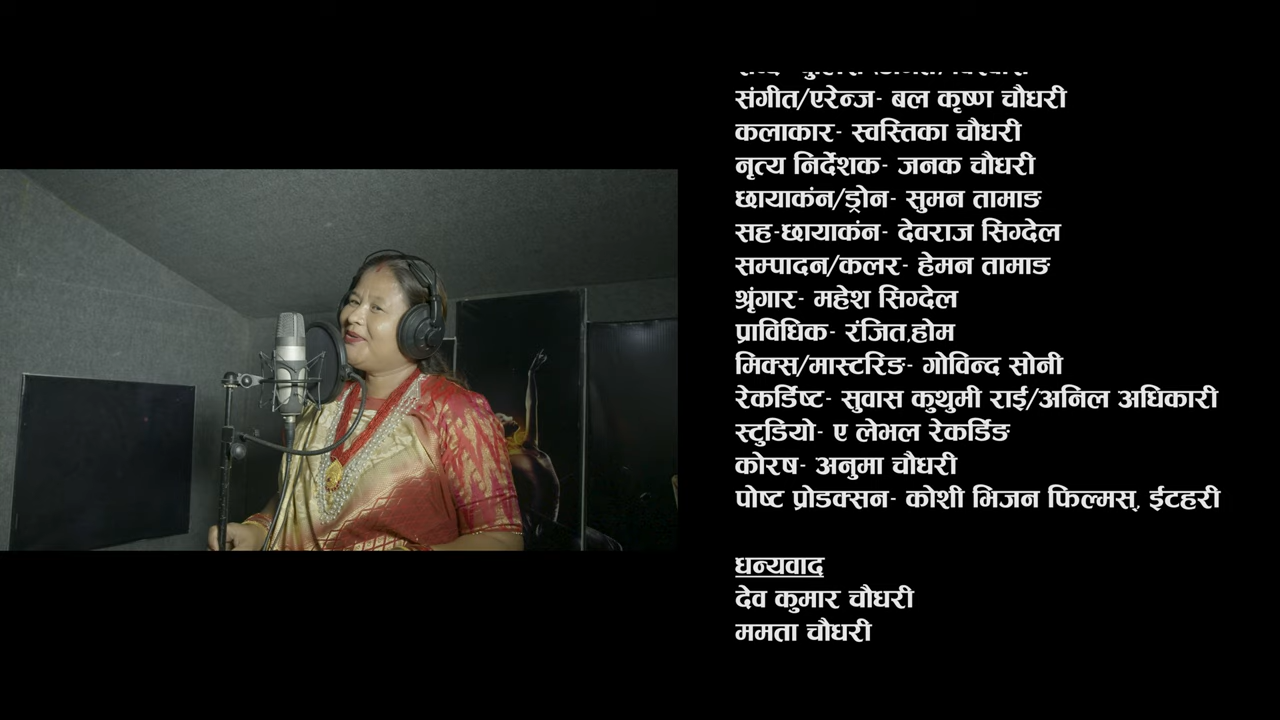 संगीत/एरेन्ज- बल कृष्ण चौधरी
कलाकार- स्वस्तिका चौधरी
नृत्य निर्देशक- जनक चौधरी
छायाकंन/ड्रोन- सुमन तामाङ
सह-छायाकंन- देवराज सिग्देल
सम्पादन/कलर- हेमन तामाङ
श्रृंगार- महेश सिग्देल
प्राविधिक- रंजित,होम
मिक्स/मास्टरिङ- गोविन्द सोनी
रेकर्डिष्ट- सुवास कुथुमी राई/अनिल अधिकारी
स्टुडियो- ए लेभल रेकर्डिङ
कोरष- अनुमा चौधरी
पोष्ट प्रोडक्सन- कोशी भिजन फिल्मस्, ईटहरी
धन्यवाद
देव कुमार चौधरी
ममता चौधरी